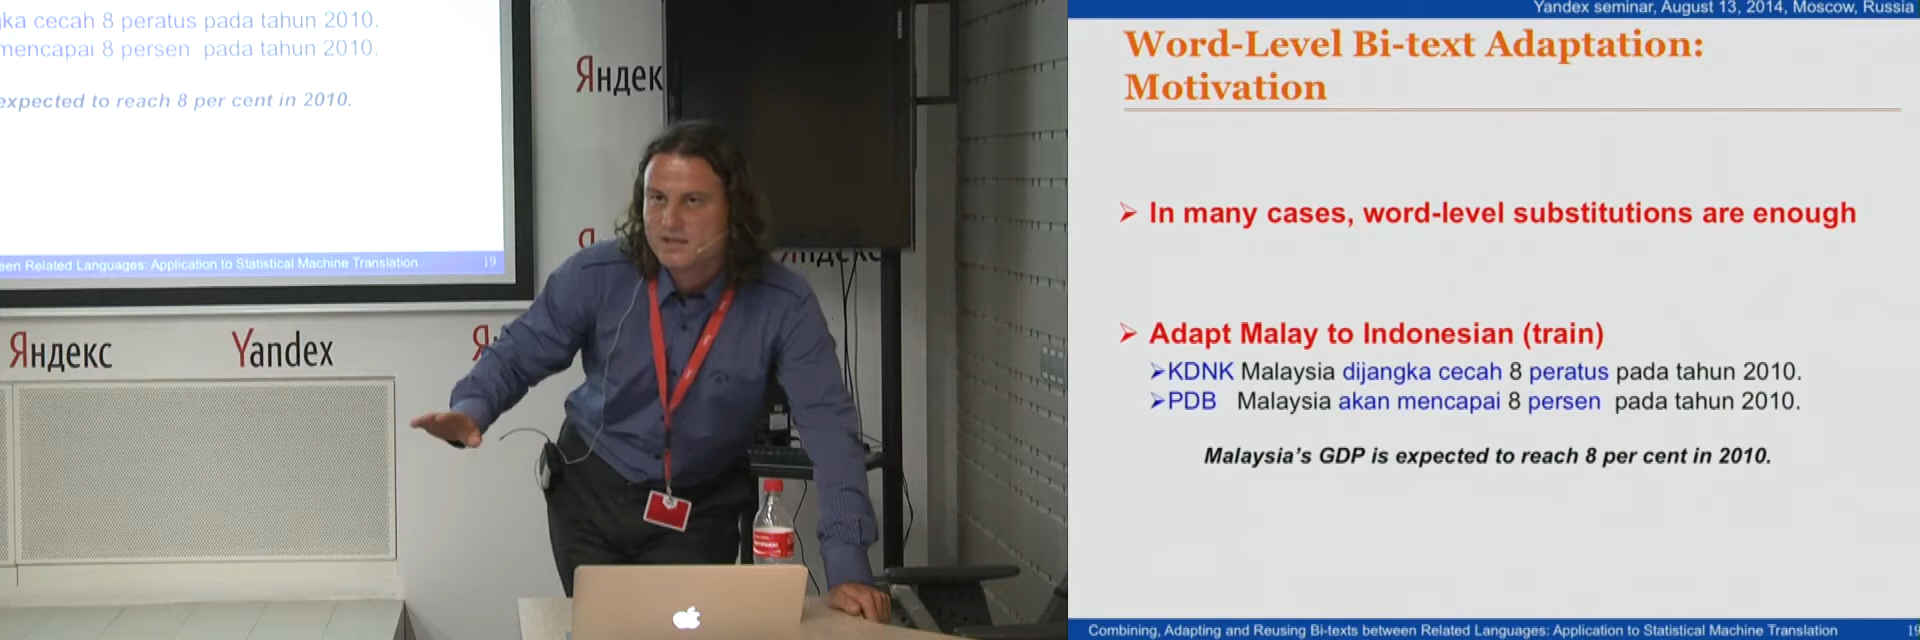 ka cecah 8 peratus pada tahun 2010.
mencapai 8 persen pada tahun 2010.
expected to reach 8 per cent in 2010.
een Related Languages: Application to Statistical Machine Translation 19
Яндекс
Яндекс
Яндекс
Yandex
Я
Yandex seminar, August 13, 2014, Moscow, Russia
Word-Level Bi-text Adaptation:
Motivation
➢ In many cases, word-level substitutions are enough
➢ Adapt Malay to Indonesian (train)
➢KDNK Malaysia dijangka cecah 8 peratus pada tahun 2010.
➢PDB Malaysia akan mencapai 8 persen pada tahun 2010.
Malaysia's GDP is expected to reach 8 per cent in 2010.
Combining, Adapting and Reusing Bi-texts between Related Languages: Application to Statistical Machine Translation 19